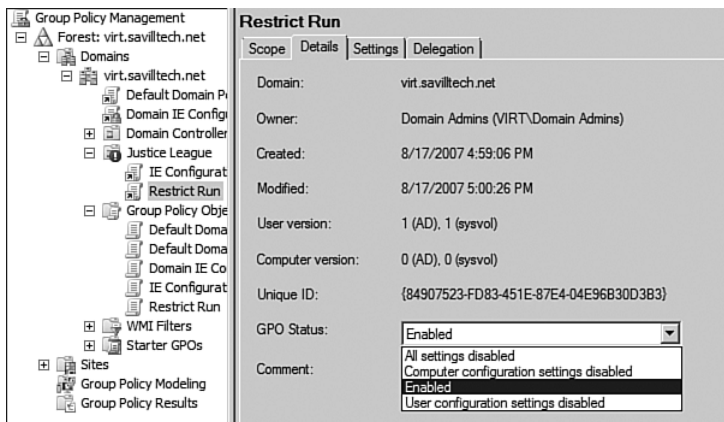 Group Policy Management
Forest: virt.savilltech.net
Domains
virt.savilltech.net
Default Domain P
Domain IE Config
Domain Controller
Justice League
IE Configurat
Restrict Run
Group Policy Obje
Default Doma
Default Doma
Domain IE Co
IE Configurat
Restrict Run
WMI Filters
Starter GPOs
Sites
Group Policy Modeling
Group Policy Results
Restrict Run
Scope Details Settings Delegation
Domain: virt.savilltech.net
Owner: Domain Admins (VIRT\Domain Admins)
Created: 8/17/2007 4:59:06 PM
Modified: 8/17/2007 5:00:26 PM
User version: 1 (AD), 1 (sysvol)
Computer version: 0 (AD), 0 (sysvol)
Unique ID: {84907523-FD83-451E-87E4-04E96B30D3B3}
GPO Status: Enabled
All settings disabled
Computer configuration settings disabled
Enabled
User configuration settings disabled
Comment: